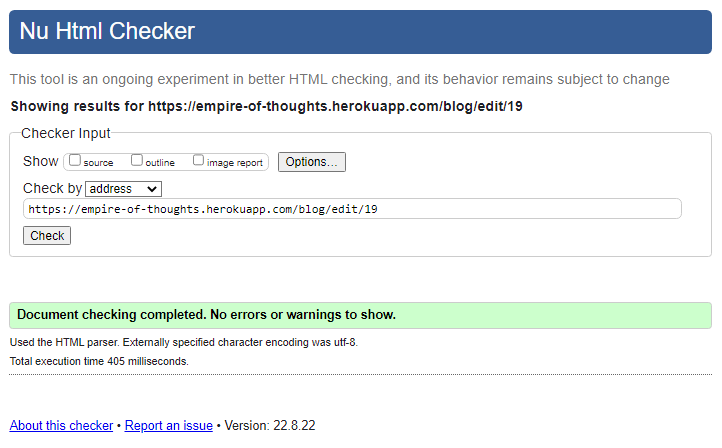 Nu Html Checker
This tool is an ongoing experiment in better HTML checking, and its behavior remains subject to change
Showing results for https://empire-of-thoughts.herokuapp.com/blog/edit/19
Checker Input
Show source outline image report Options...
Check by address
https://empire-of-thoughts.herokuapp.com/blog/edit/19
Check
Document checking completed. No errors or warnings to show.
Used the HTML parser. Externally specified character encoding was utf-8.
Total execution time 405 milliseconds.
About this checker • Report an issue • Version: 22.8.22